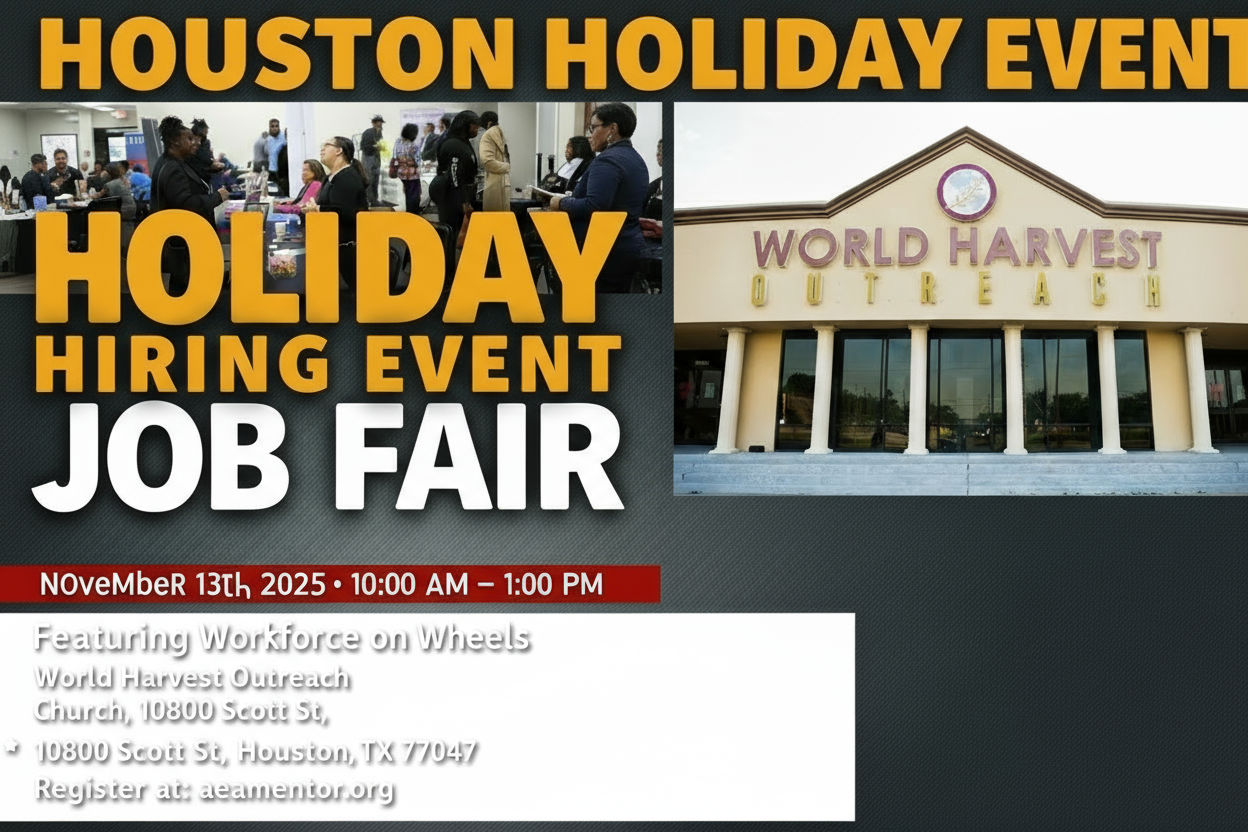 HOUSTON HOLIDAY EVENT
WORLD HARVEST
OUTREACH
HOLIDAY
HIRING EVENT
JOB FAIR
NOveMbeR 13th 2025 • 10:00 AM – 1:00 PM
Featuring Workforce on Wheels
World Harvest Outreach
Church, 10800 Scott St,
* 10800 Scott St, Houston, TX 77047
Register at: aeamentor.org